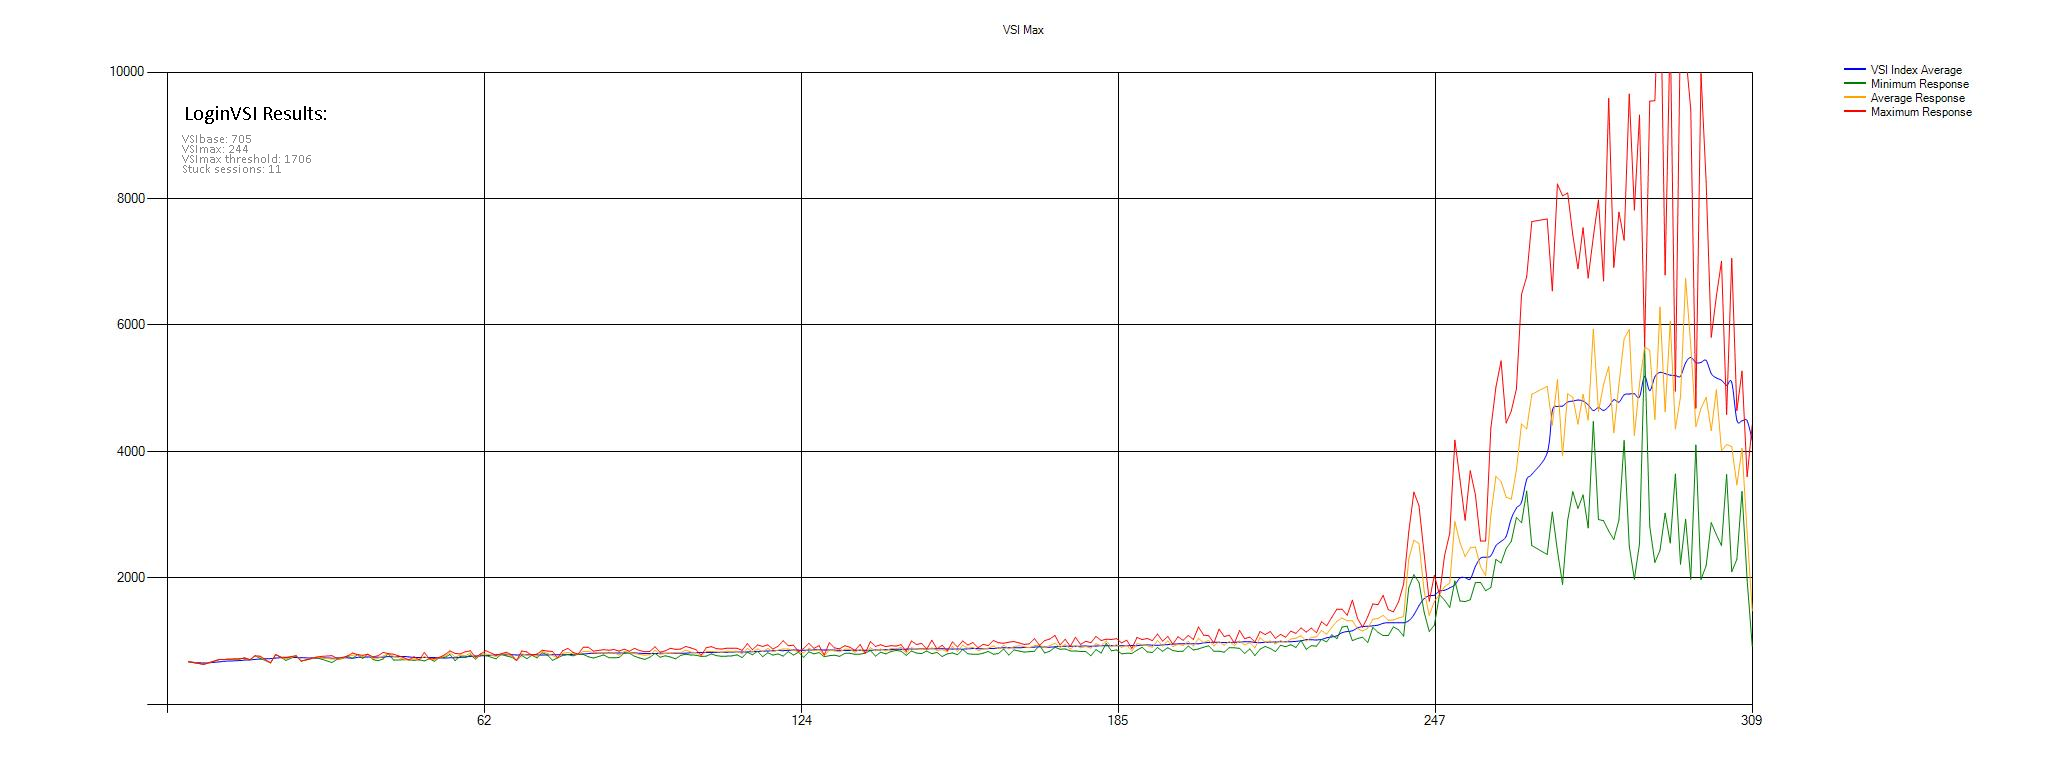 VSI Max
10000
8000
6000
4000
2000
LoginVSI Results:
VSIbase: 705
VSImax: 244
VSImax threshold: 1706
Stuck sessions: 11
VSI Index Average
Minimum Response
Average Response
Maximum Response
62
124
185
247
309